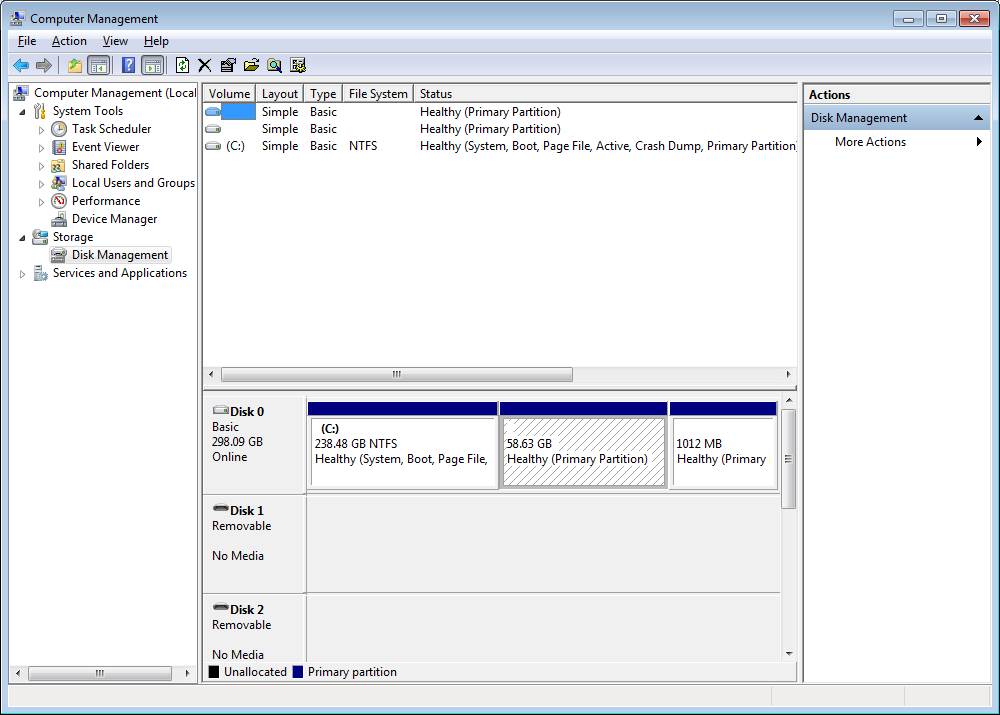 Computer Management
File Action View Help
Computer Management (Local
System Tools
Task Scheduler
Event Viewer
Shared Folders
Local Users and Groups
Performance
Device Manager
Storage
Disk Management
Services and Applications
Volume Layout Type File System Status
Simple Basic Healthy (Primary Partition)
Simple Basic Healthy (Primary Partition)
(C:) Simple Basic NTFS Healthy (System, Boot, Page File, Active, Crash Dump, Primary Partition)
Disk 0
Basic
298.09 GB
Online
(C:)
238.48 GB NTFS
Healthy (System, Boot, Page File,
58.63 GB
Healthy (Primary Partition)
1012 MB
Healthy (Primary
Disk 1
Removable
No Media
Disk 2
Removable
No Media
Unallocated Primary partition
Actions
Disk Management
More Actions